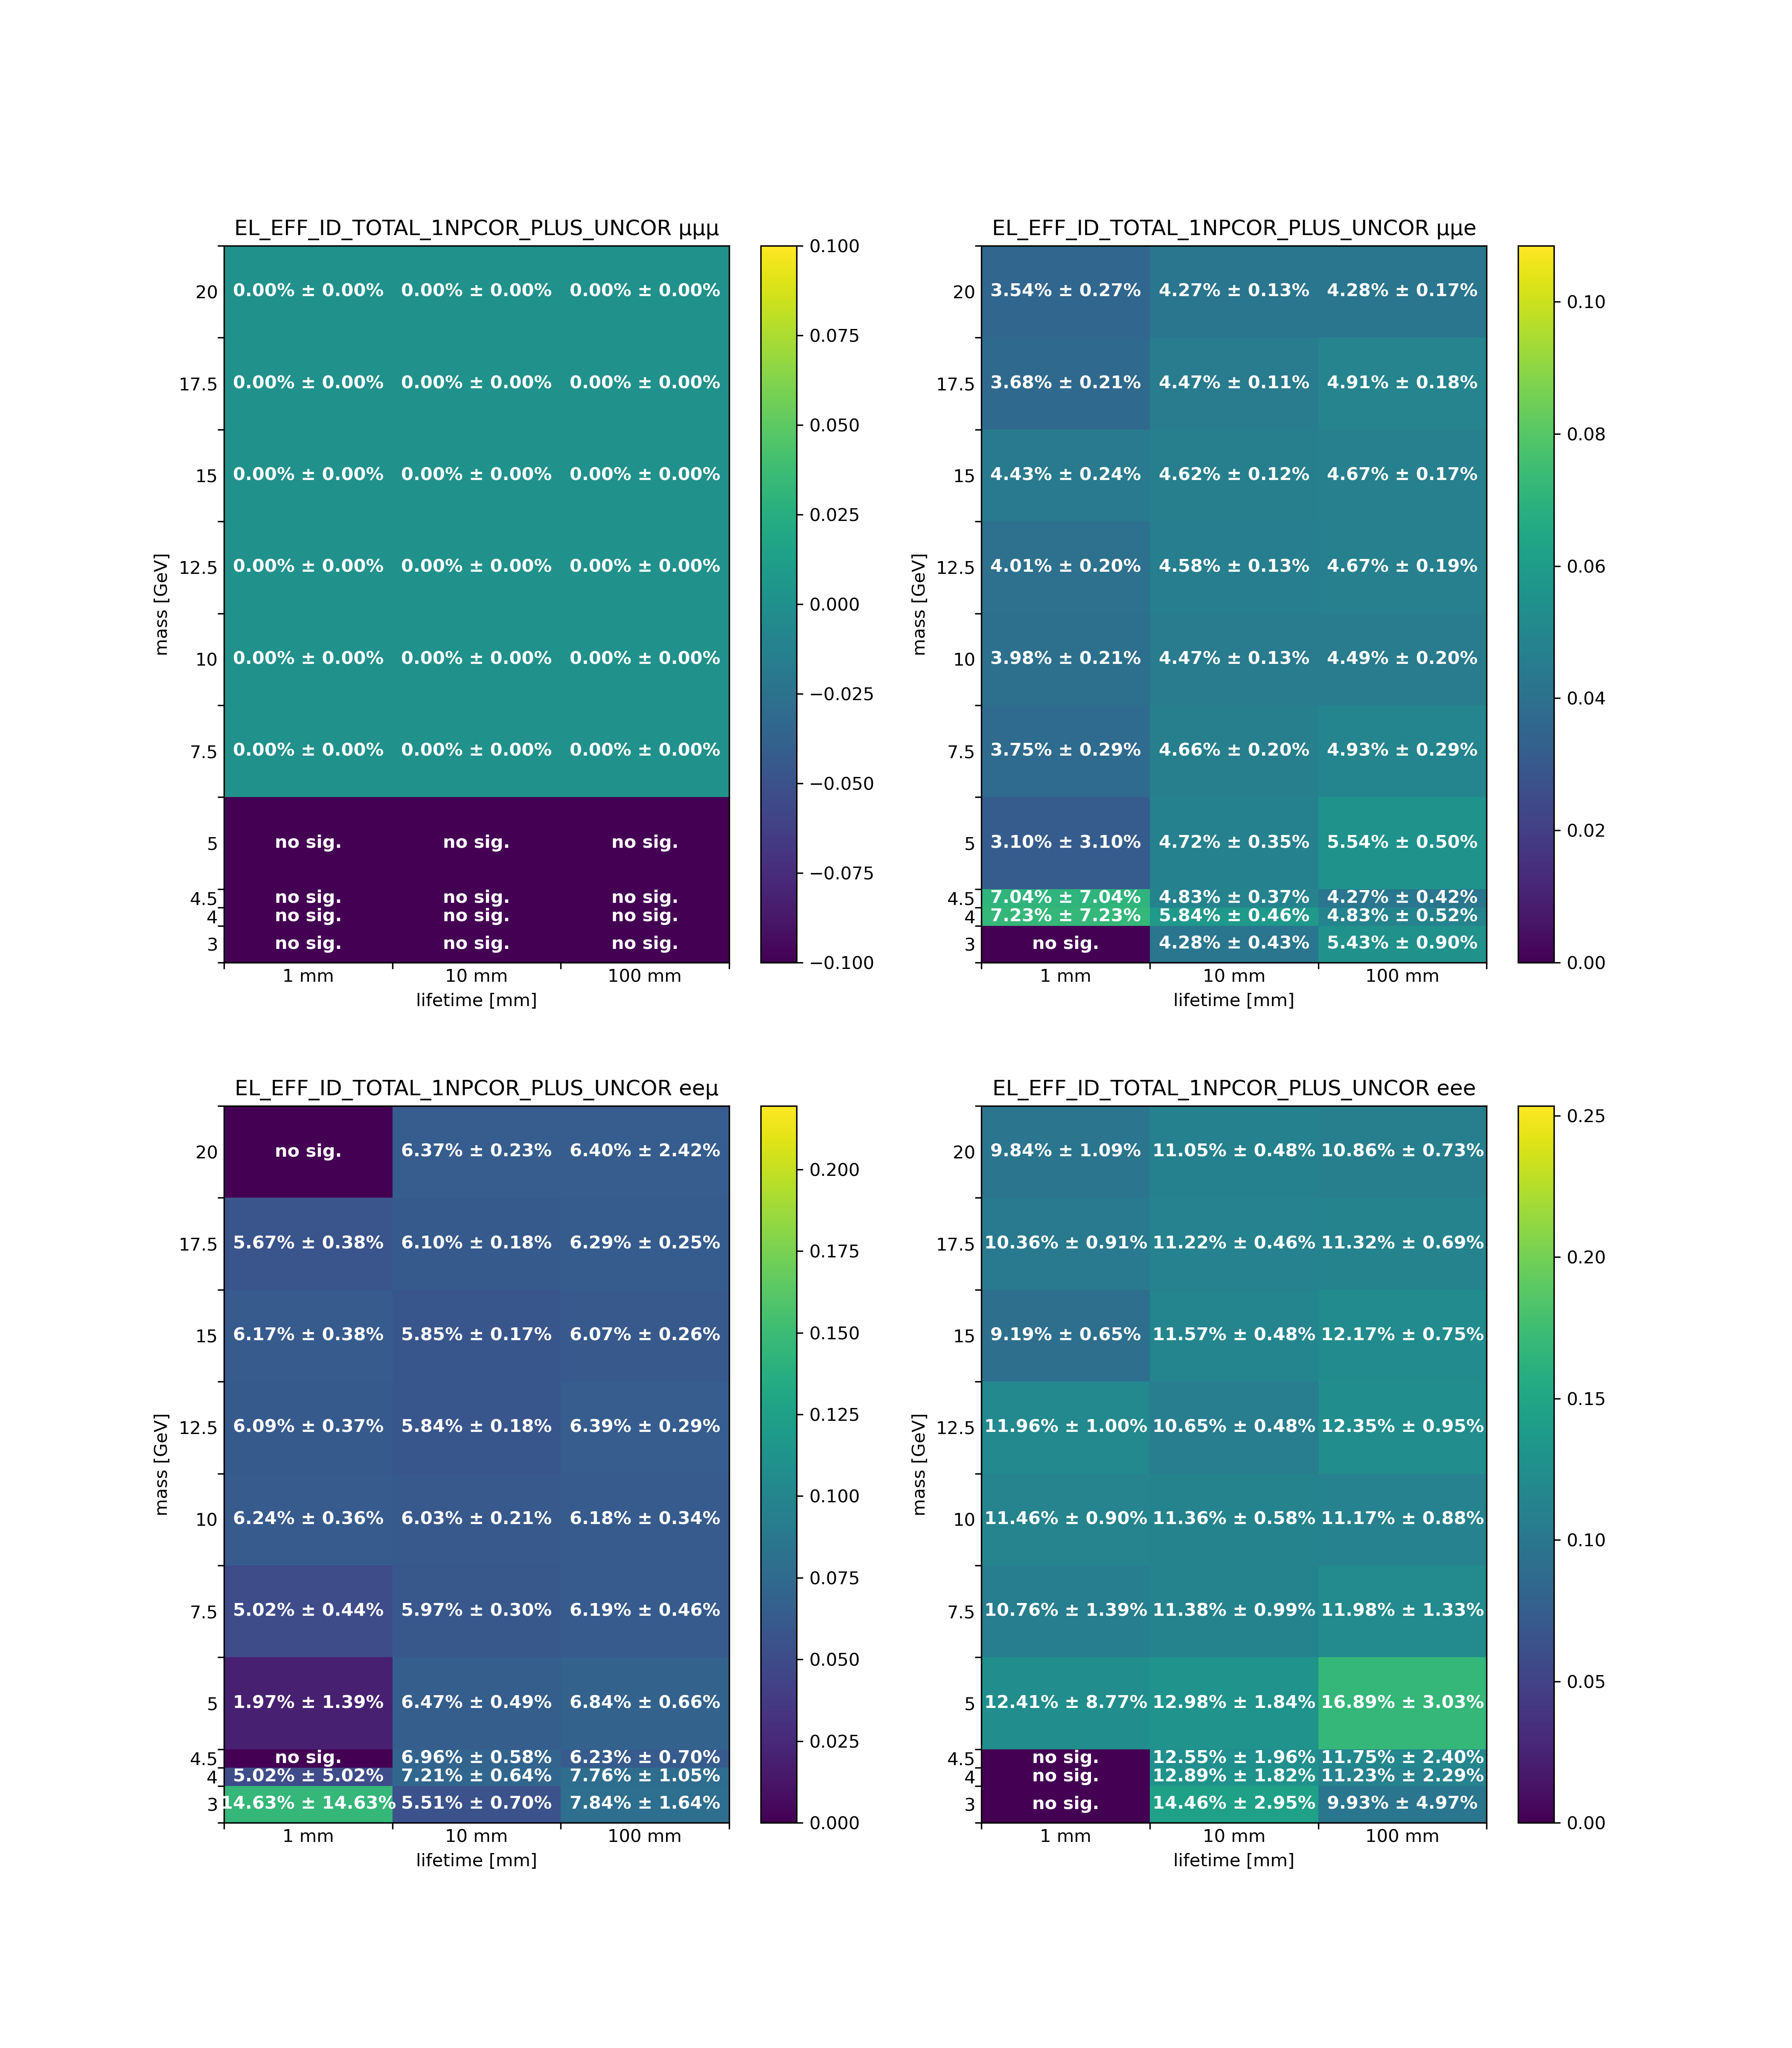 EL_EFF_ID_TOTAL_1NPCOR_PLUS_UNCOR μμμ
mass [GeV]
20 0.00% ± 0.00% 0.00% ± 0.00% 0.00% ± 0.00%
17.5 0.00% ± 0.00% 0.00% ± 0.00% 0.00% ± 0.00%
15 0.00% ± 0.00% 0.00% ± 0.00% 0.00% ± 0.00%
12.5 0.00% ± 0.00% 0.00% ± 0.00% 0.00% ± 0.00%
10 0.00% ± 0.00% 0.00% ± 0.00% 0.00% ± 0.00%
7.5 0.00% ± 0.00% 0.00% ± 0.00% 0.00% ± 0.00%
5 no sig. no sig. no sig.
4.5 no sig. no sig. no sig.
4 no sig. no sig. no sig.
3 no sig. no sig. no sig.
1 mm 10 mm 100 mm
lifetime [mm]
0.100
0.075
0.050
0.025
0.000
−0.025
−0.050
−0.075
−0.100
EL_EFF_ID_TOTAL_1NPCOR_PLUS_UNCOR μμe
mass [GeV]
20 3.54% ± 0.27% 4.27% ± 0.13% 4.28% ± 0.17%
17.5 3.68% ± 0.21% 4.47% ± 0.11% 4.91% ± 0.18%
15 4.43% ± 0.24% 4.62% ± 0.12% 4.67% ± 0.17%
12.5 4.01% ± 0.20% 4.58% ± 0.13% 4.67% ± 0.19%
10 3.98% ± 0.21% 4.47% ± 0.13% 4.49% ± 0.20%
7.5 3.75% ± 0.29% 4.66% ± 0.20% 4.93% ± 0.29%
5 3.10% ± 3.10% 4.72% ± 0.35% 5.54% ± 0.50%
4.5 7.04% ± 7.04% 4.83% ± 0.37% 4.27% ± 0.42%
4 7.23% ± 7.23% 5.84% ± 0.46% 4.83% ± 0.52%
3 no sig. 4.28% ± 0.43% 5.43% ± 0.90%
1 mm 10 mm 100 mm
lifetime [mm]
0.10
0.08
0.06
0.04
0.02
0.00
EL_EFF_ID_TOTAL_1NPCOR_PLUS_UNCOR eeμ
mass [GeV]
20 no sig. 6.37% ± 0.23% 6.40% ± 2.42%
17.5 5.67% ± 0.38% 6.10% ± 0.18% 6.29% ± 0.25%
15 6.17% ± 0.38% 5.85% ± 0.17% 6.07% ± 0.26%
12.5 6.09% ± 0.37% 5.84% ± 0.18% 6.39% ± 0.29%
10 6.24% ± 0.36% 6.03% ± 0.21% 6.18% ± 0.34%
7.5 5.02% ± 0.44% 5.97% ± 0.30% 6.19% ± 0.46%
5 1.97% ± 1.39% 6.47% ± 0.49% 6.84% ± 0.66%
4.5 no sig. 6.96% ± 0.58% 6.23% ± 0.70%
4 5.02% ± 5.02% 7.21% ± 0.64% 7.76% ± 1.05%
3 14.63% ± 14.63% 5.51% ± 0.70% 7.84% ± 1.64%
1 mm 10 mm 100 mm
lifetime [mm]
0.200
0.175
0.150
0.125
0.100
0.075
0.050
0.025
0.000
EL_EFF_ID_TOTAL_1NPCOR_PLUS_UNCOR eee
mass [GeV]
20 9.84% ± 1.09% 11.05% ± 0.48% 10.86% ± 0.73%
17.5 10.36% ± 0.91% 11.22% ± 0.46% 11.32% ± 0.69%
15 9.19% ± 0.65% 11.57% ± 0.48% 12.17% ± 0.75%
12.5 11.96% ± 1.00% 10.65% ± 0.48% 12.35% ± 0.95%
10 11.46% ± 0.90% 11.36% ± 0.58% 11.17% ± 0.88%
7.5 10.76% ± 1.39% 11.38% ± 0.99% 11.98% ± 1.33%
5 12.41% ± 8.77% 12.98% ± 1.84% 16.89% ± 3.03%
4.5 no sig. 12.55% ± 1.96% 11.75% ± 2.40%
4 no sig. 12.89% ± 1.82% 11.23% ± 2.29%
3 no sig. 14.46% ± 2.95% 9.93% ± 4.97%
1 mm 10 mm 100 mm
lifetime [mm]
0.25
0.20
0.15
0.10
0.05
0.00